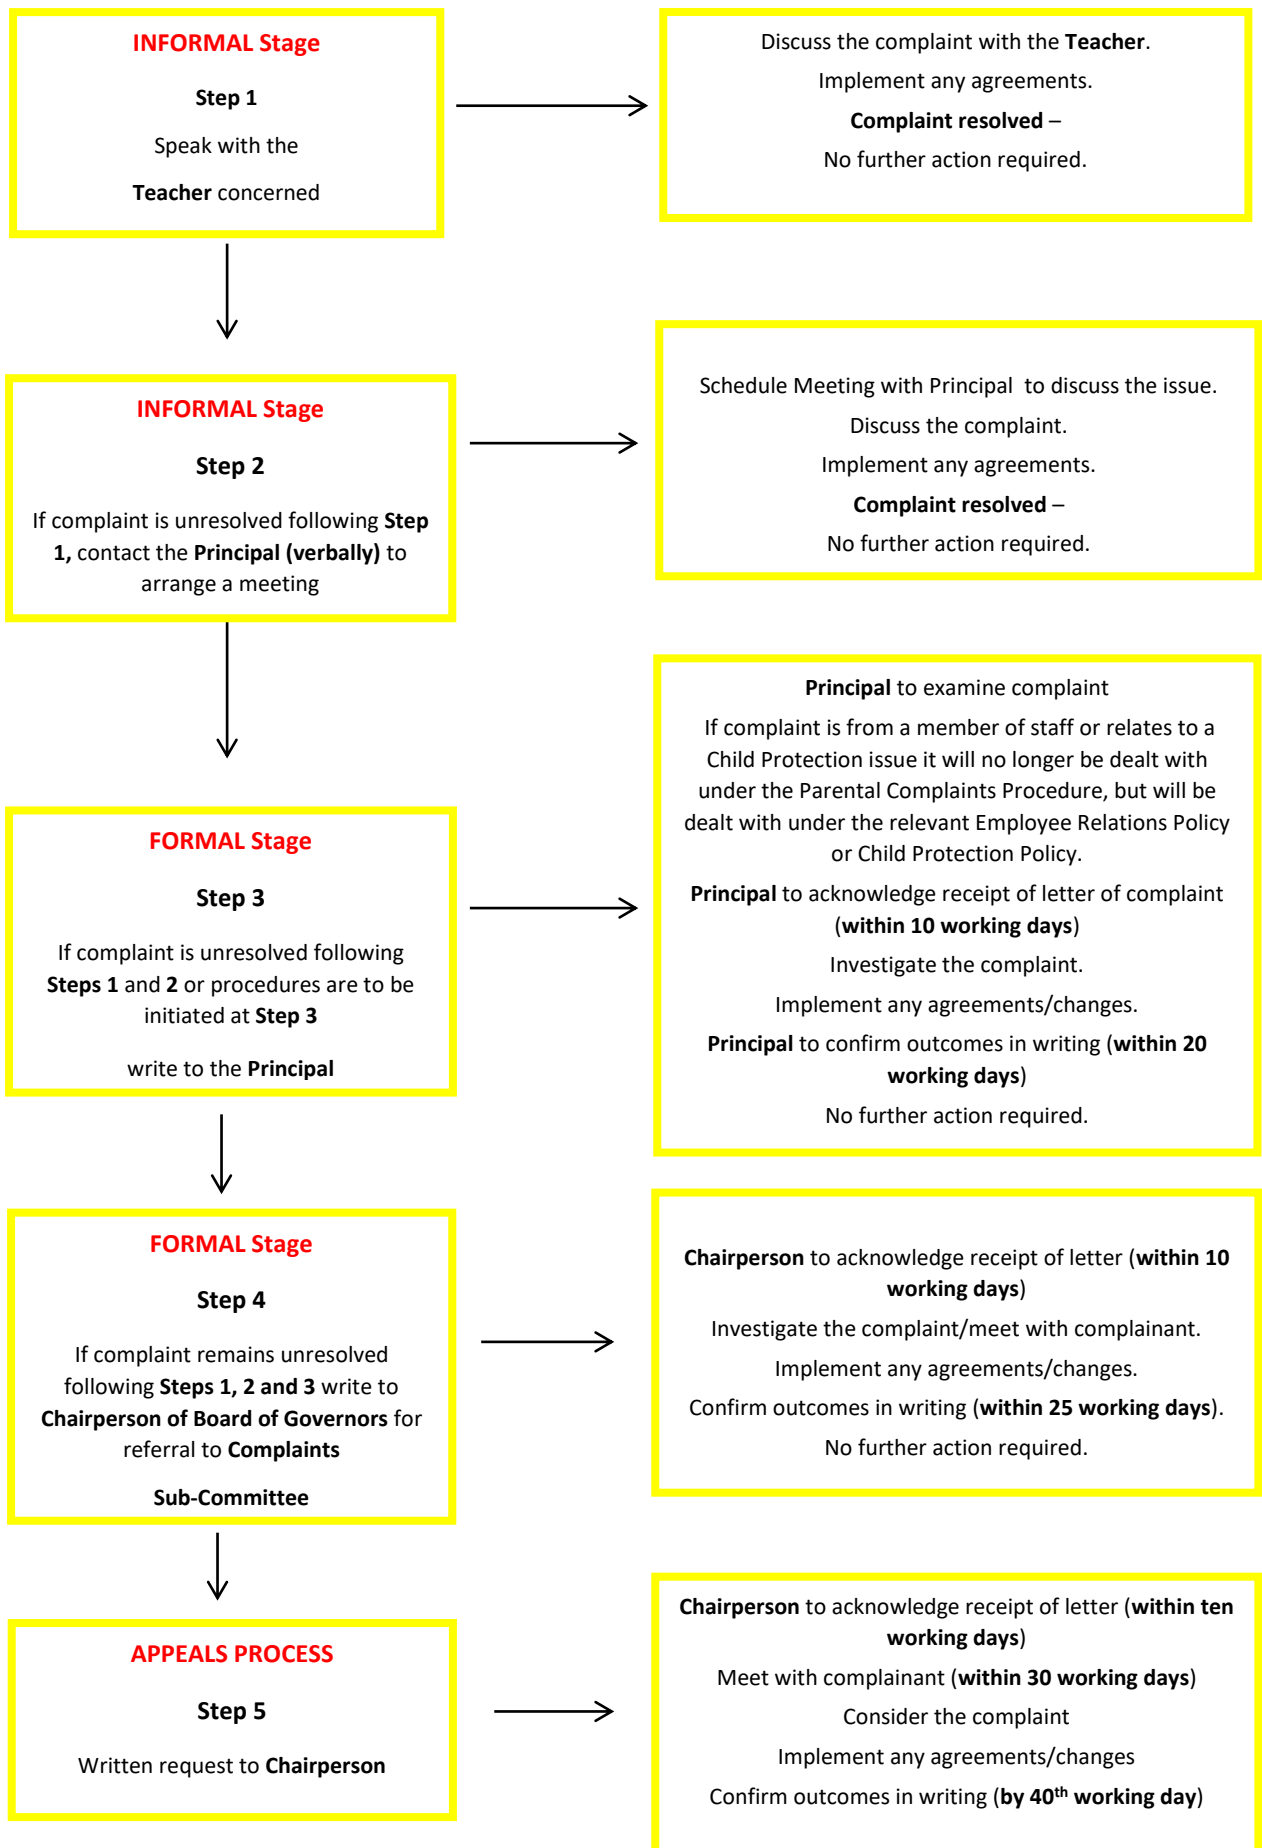 INFORMAL Stage
Step 1
Speak with the
Teacher concerned
Discuss the complaint with the Teacher.
Implement any agreements.
Complaint resolved –
No further action required.
INFORMAL Stage
Step 2
If complaint is unresolved following Step
1, contact the Principal (verbally) to
arrange a meeting
Schedule Meeting with Principal to discuss the issue.
Discuss the complaint.
Implement any agreements.
Complaint resolved –
No further action required.
FORMAL Stage
Step 3
If complaint is unresolved following
Steps 1 and 2 or procedures are to be
initiated at Step 3
write to the Principal
Principal to examine complaint
If complaint is from a member of staff or relates to a
Child Protection issue it will no longer be dealt with
under the Parental Complaints Procedure, but will be
dealt with under the relevant Employee Relations Policy
or Child Protection Policy.
Principal to acknowledge receipt of letter of complaint
(within 10 working days)
Investigate the complaint.
Implement any agreements/changes.
Principal to confirm outcomes in writing (within 20
working days)
No further action required.
FORMAL Stage
Step 4
If complaint remains unresolved
following Steps 1, 2 and 3 write to
Chairperson of Board of Governors for
referral to Complaints
Sub-Committee
Chairperson to acknowledge receipt of letter (within 10
working days)
Investigate the complaint/meet with complainant.
Implement any agreements/changes.
Confirm outcomes in writing (within 25 working days).
No further action required.
APPEALS PROCESS
Step 5
Written request to Chairperson
Chairperson to acknowledge receipt of letter (within ten
working days)
Meet with complainant (within 30 working days)
Consider the complaint
Implement any agreements/changes
Confirm outcomes in writing (by 40th working day)